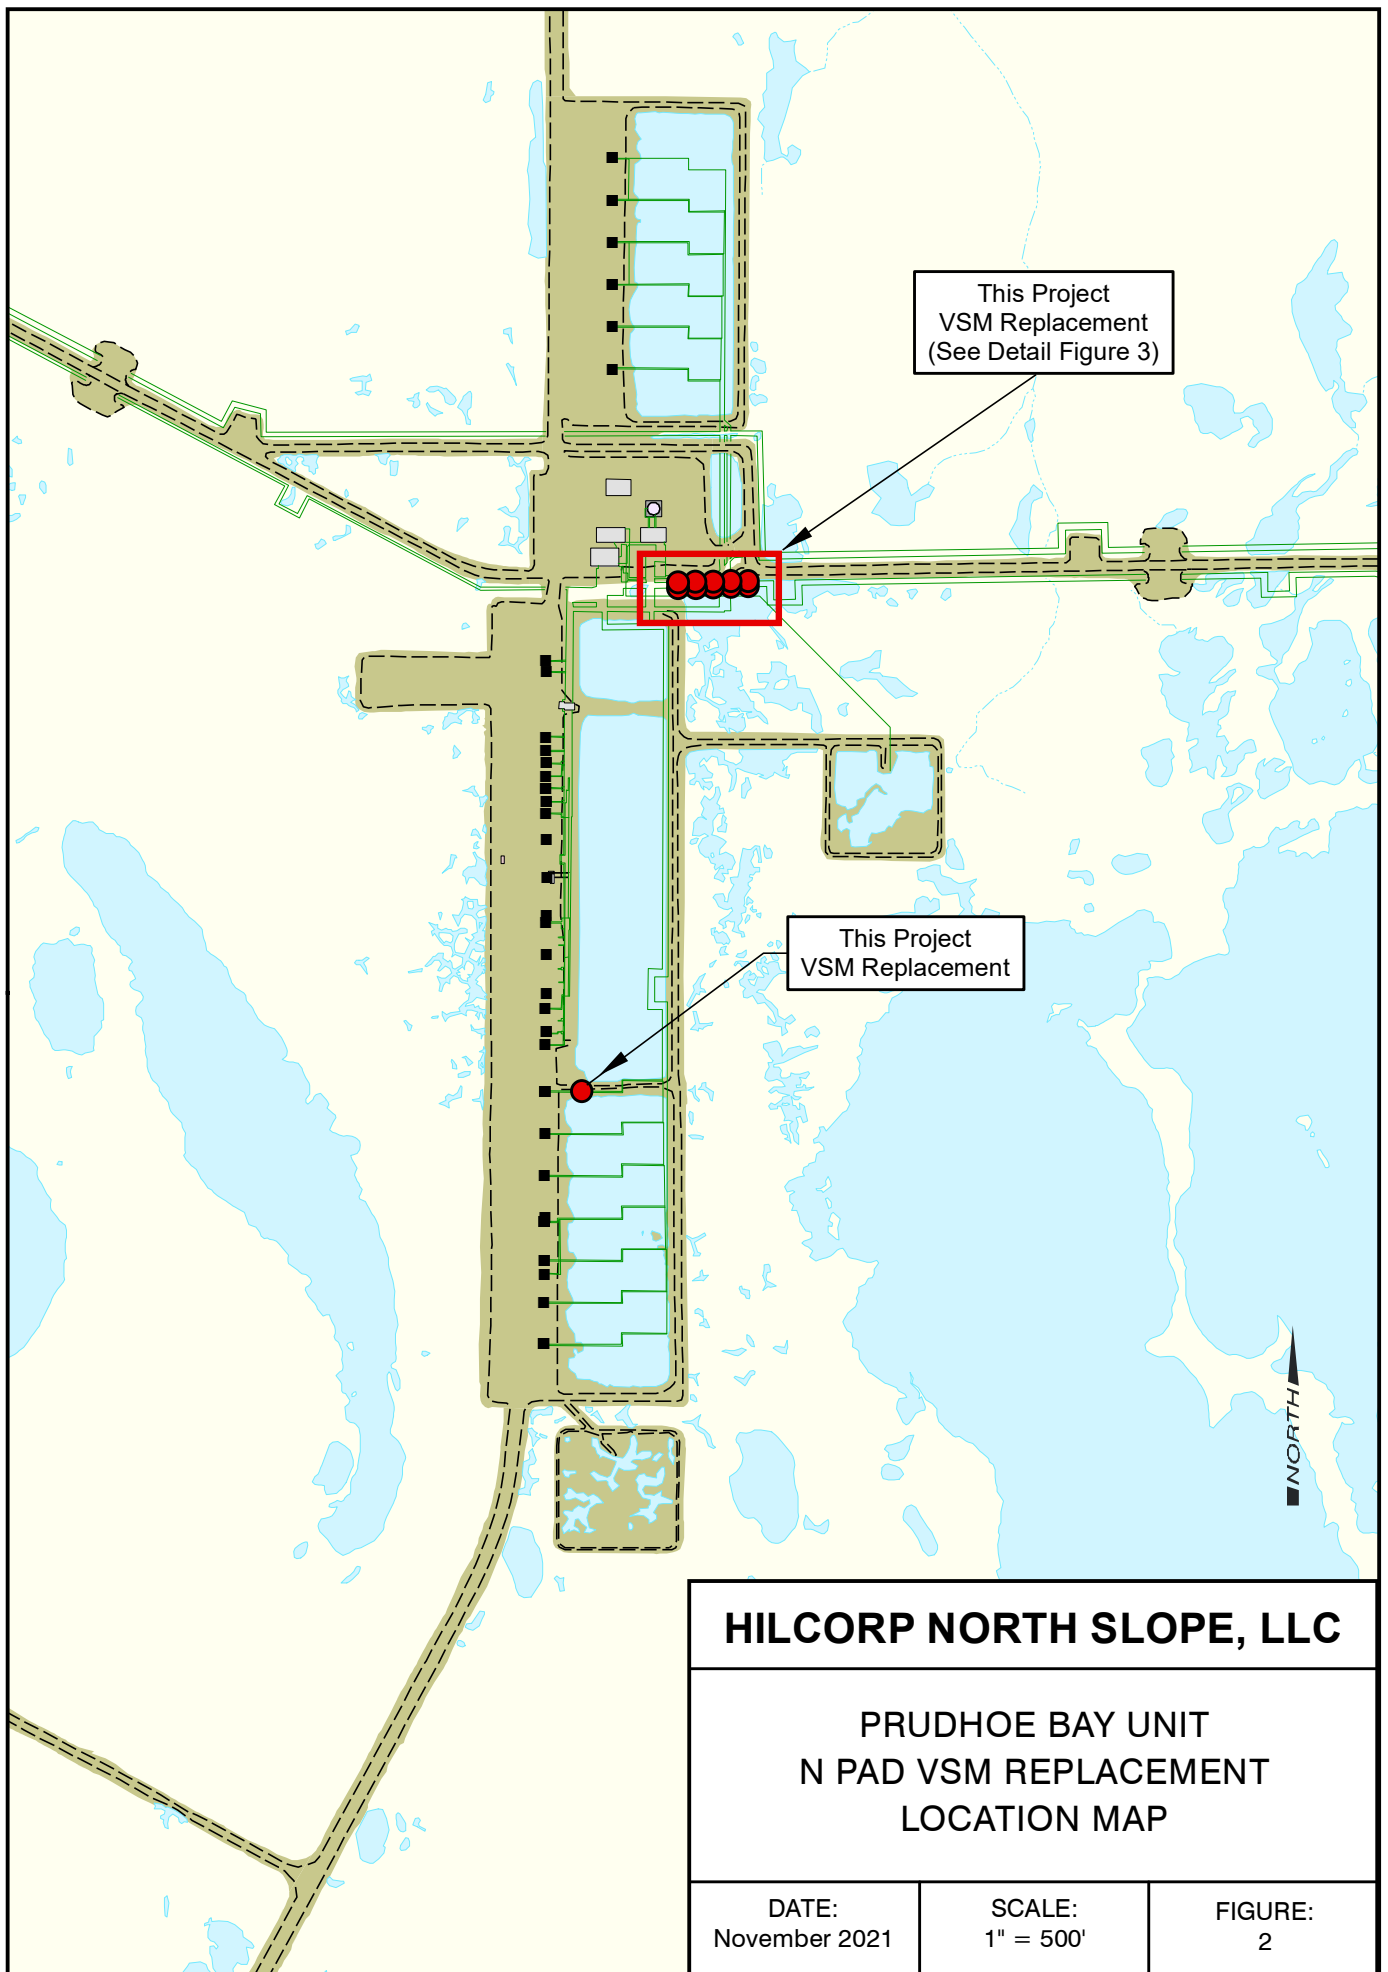 This Project
VSM Replacement
(See Detail Figure 3)
This Project
VSM Replacement
NORTH
HILCORP NORTH SLOPE, LLC
PRUDHOE BAY UNIT
N PAD VSM REPLACEMENT
LOCATION MAP
DATE:
November 2021
SCALE:
1" = 500'
FIGURE:
2